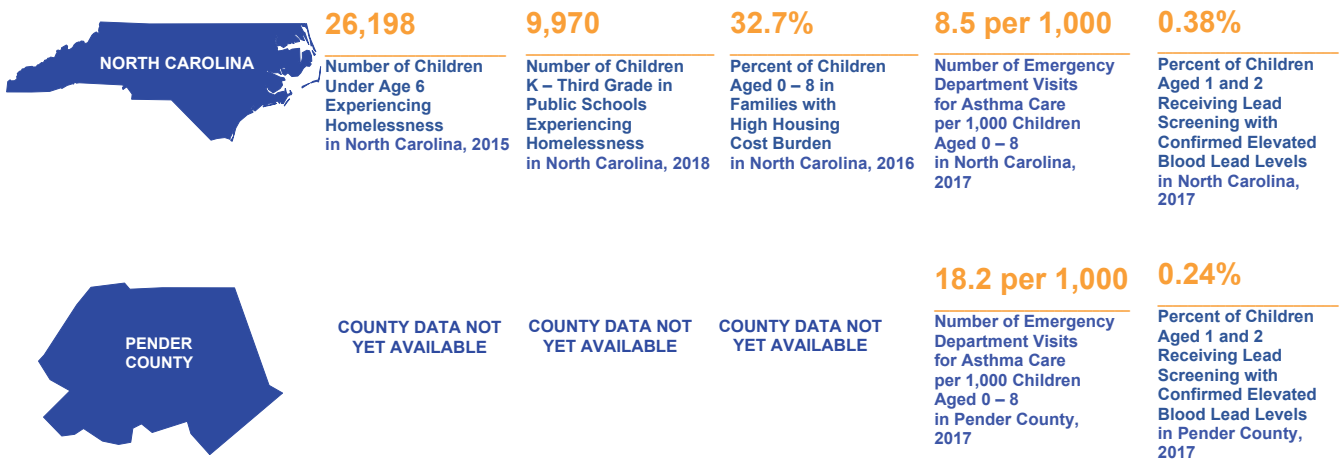 NORTH CAROLINA
26,198
Number of Children
Under Age 6
Experiencing
Homelessness
in North Carolina, 2015
9,970
Number of Children
K – Third Grade in
Public Schools
Experiencing
Homelessness
in North Carolina, 2018
32.7%
Percent of Children
Aged 0 – 8 in
Families with
High Housing
Cost Burden
in North Carolina, 2016
8.5 per 1,000
Number of Emergency
Department Visits
for Asthma Care
per 1,000 Children
Aged 0 – 8
in North Carolina,
2017
0.38%
Percent of Children
Aged 1 and 2
Receiving Lead
Screening with
Confirmed Elevated
Blood Lead Levels
in North Carolina,
2017
PENDER
COUNTY
COUNTY DATA NOT
YET AVAILABLE
COUNTY DATA NOT
YET AVAILABLE
COUNTY DATA NOT
YET AVAILABLE
18.2 per 1,000
Number of Emergency
Department Visits
for Asthma Care
per 1,000 Children
Aged 0 – 8
in Pender County,
2017
0.24%
Percent of Children
Aged 1 and 2
Receiving Lead
Screening with
Confirmed Elevated
Blood Lead Levels
in Pender County,
2017